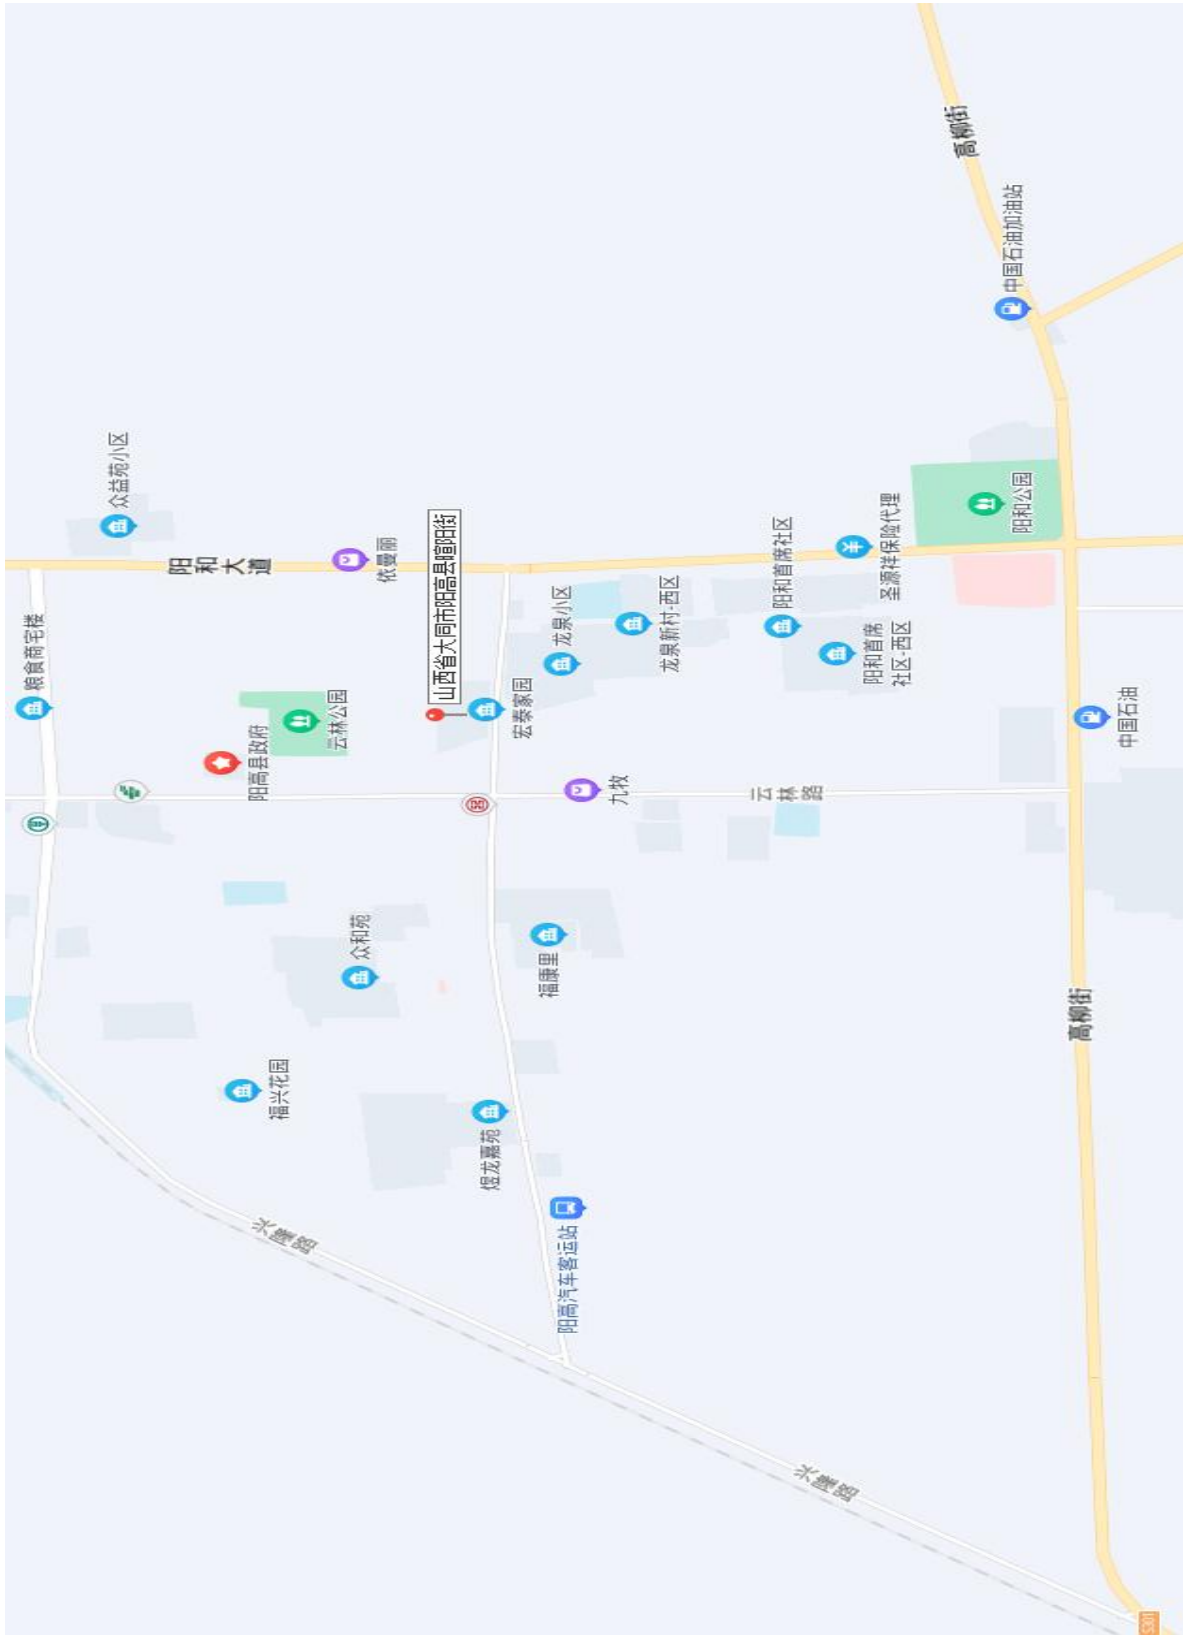 高柳街
中国石油加油站
众益苑小区
阳和大道
依曼丽
山西省大同市阳高县暄阳街
粮食商宅楼
阳高县政府
云林公园
宏泰家园
龙泉小区
龙泉新村-西区
阳和首席社区
阳和首席
社区-西区
圣源祥保险代理
阳和公园
中国石油
九牧
云林路
众和苑
福康里
福兴花园
煜龙嘉苑
阳高汽车客运站
兴隆路
兴隆路
高柳街
S301